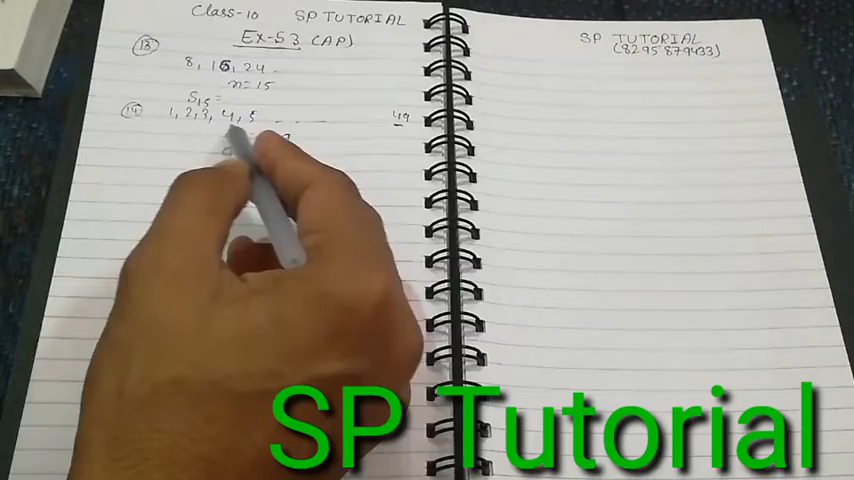 Class-10 SP TUTORIAL
Ex-5.3 (AP)
(13)
8, 16, 24
n=15
S15=
(14) 1, 2, 3, 4, 5 _ _ _ 49
SP TUTORIAL
(8295879433)
SP Tutorial